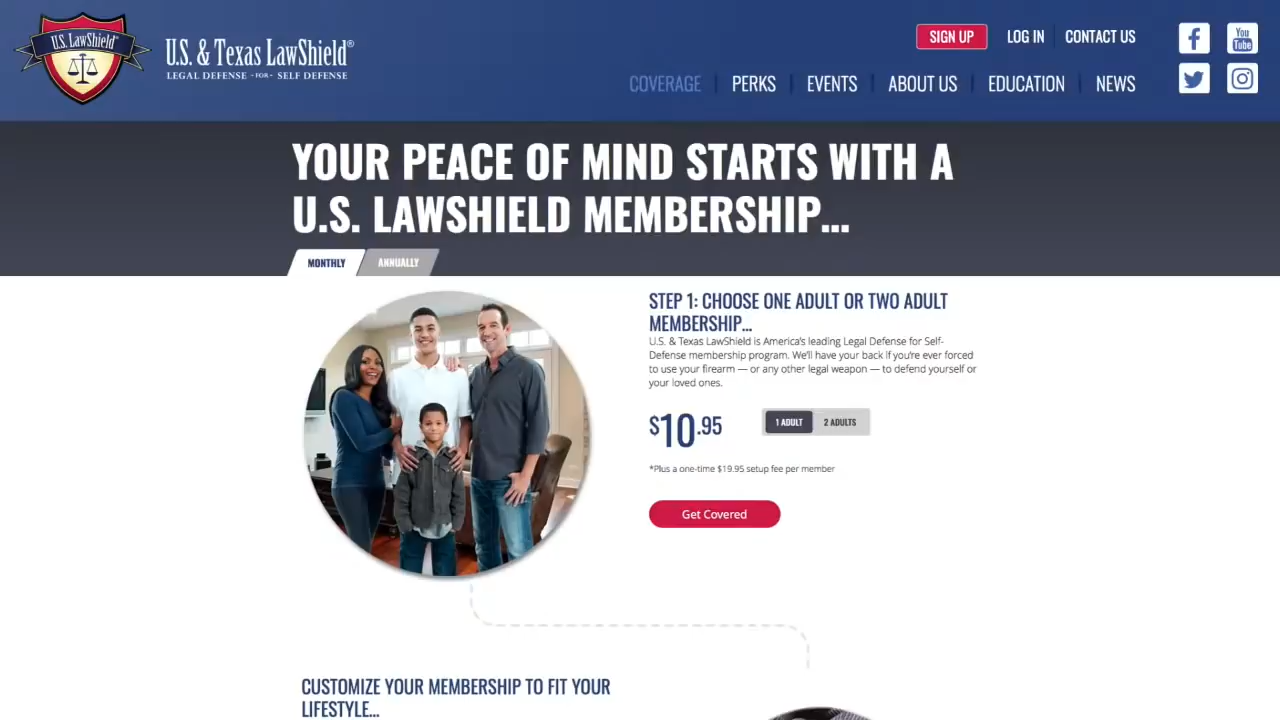 U.S. LawShield®
U.S. & Texas LawShield®
LEGAL DEFENSE ·FOR· SELF DEFENSE
SIGN UP
LOG IN
CONTACT US
You
Tube
COVERAGE
PERKS
EVENTS
ABOUT US
EDUCATION
NEWS
YOUR PEACE OF MIND STARTS WITH A
U.S. LAWSHIELD MEMBERSHIP...
MONTHLY
ANNUALLY
STEP 1: CHOOSE ONE ADULT OR TWO ADULT
MEMBERSHIP...
U.S. & Texas LawShield is America's leading Legal Defense for Self-
Defense membership program. We'll have your back if you're ever forced
to use your firearm — or any other legal weapon — to defend yourself or
your loved ones.
$10.95
1 ADULT
2 ADULTS
*Plus a one-time $19.95 setup fee per member
Get Covered
CUSTOMIZE YOUR MEMBERSHIP TO FIT YOUR
LIFESTYLE...